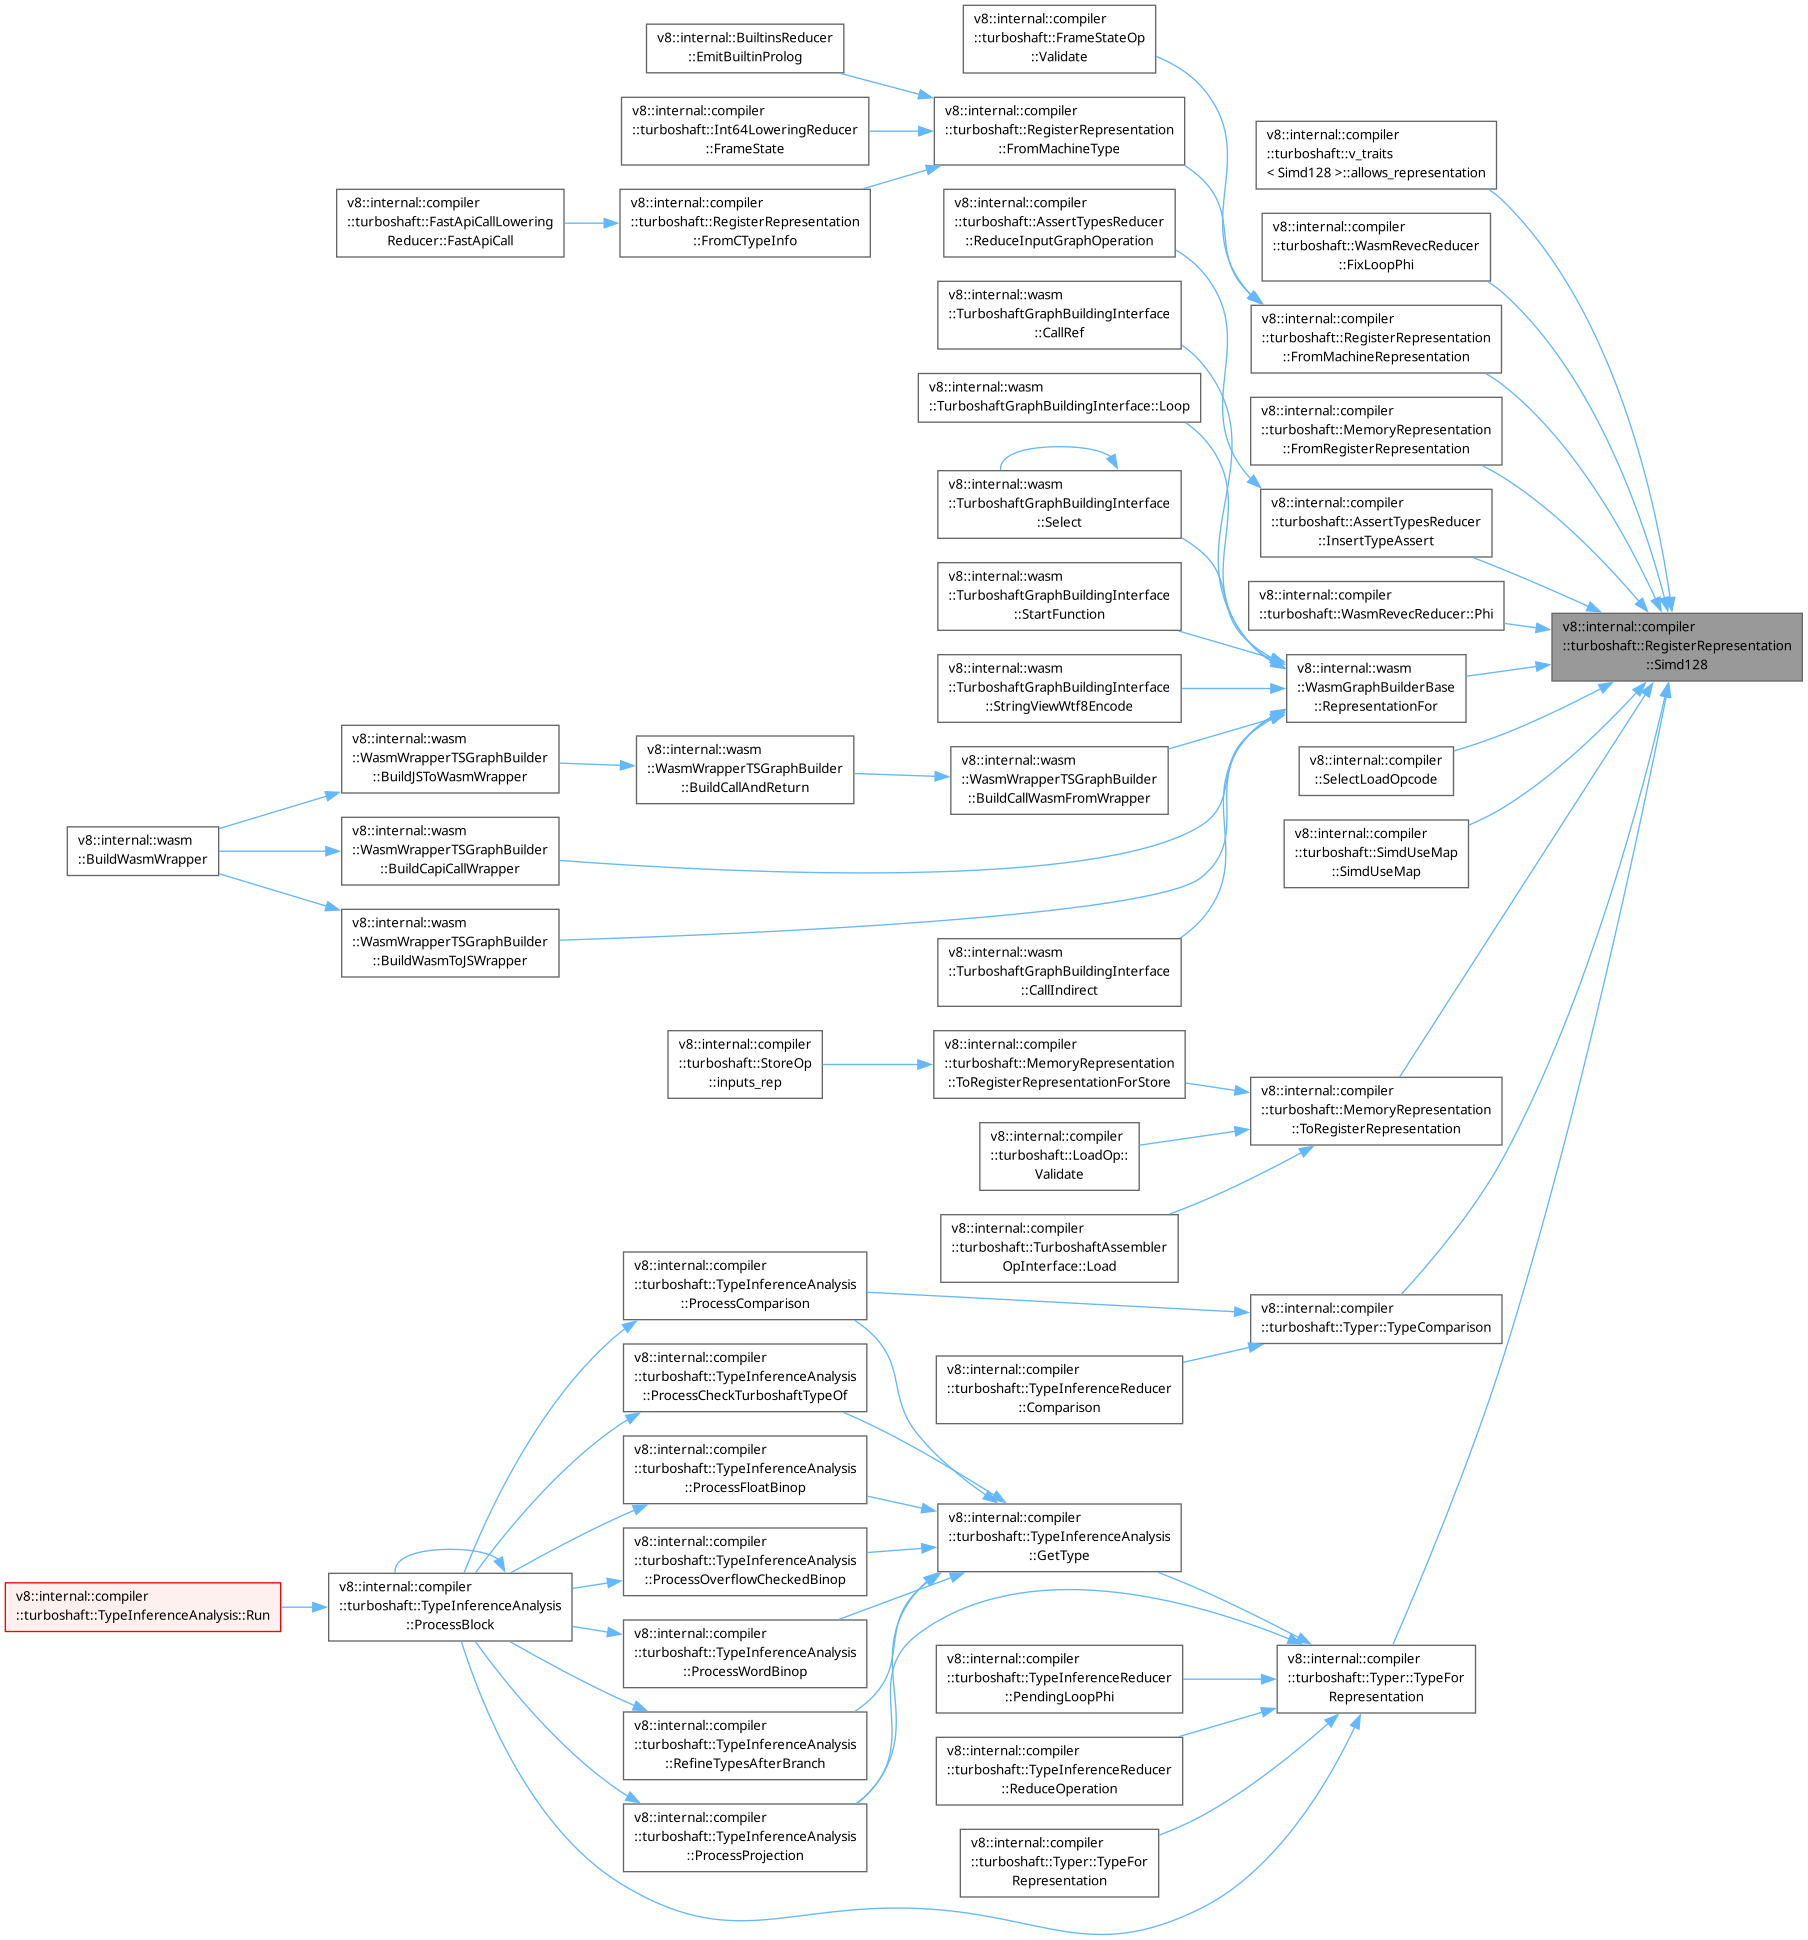 v8::internal::compiler
::turboshaft::FrameStateOp
::Validate
v8::internal::BuiltinsReducer
::EmitBuiltinProlog
v8::internal::compiler
::turboshaft::Int64LoweringReducer
::FrameState
v8::internal::compiler
::turboshaft::RegisterRepresentation
::FromMachineType
v8::internal::compiler
::turboshaft::v_traits
< Simd128 >::allows_representation
v8::internal::compiler
::turboshaft::FastApiCallLowering
Reducer::FastApiCall
v8::internal::compiler
::turboshaft::RegisterRepresentation
::FromCTypeInfo
v8::internal::compiler
::turboshaft::AssertTypesReducer
::ReduceInputGraphOperation
v8::internal::compiler
::turboshaft::WasmRevecReducer
::FixLoopPhi
v8::internal::wasm
::TurboshaftGraphBuildingInterface
::CallRef
v8::internal::compiler
::turboshaft::RegisterRepresentation
::FromMachineRepresentation
v8::internal::wasm
::TurboshaftGraphBuildingInterface::Loop
v8::internal::compiler
::turboshaft::MemoryRepresentation
::FromRegisterRepresentation
v8::internal::wasm
::TurboshaftGraphBuildingInterface
::Select
v8::internal::compiler
::turboshaft::AssertTypesReducer
::InsertTypeAssert
v8::internal::wasm
::TurboshaftGraphBuildingInterface
::StartFunction
v8::internal::compiler
::turboshaft::WasmRevecReducer::Phi
v8::internal::compiler
::turboshaft::RegisterRepresentation
::Simd128
v8::internal::wasm
::TurboshaftGraphBuildingInterface
::StringViewWtf8Encode
v8::internal::wasm
::WasmGraphBuilderBase
::RepresentationFor
v8::internal::wasm
::WasmWrapperTSGraphBuilder
::BuildJSToWasmWrapper
v8::internal::wasm
::WasmWrapperTSGraphBuilder
::BuildCallAndReturn
v8::internal::wasm
::WasmWrapperTSGraphBuilder
::BuildCallWasmFromWrapper
v8::internal::compiler
::SelectLoadOpcode
v8::internal::wasm
::BuildWasmWrapper
v8::internal::wasm
::WasmWrapperTSGraphBuilder
::BuildCapiCallWrapper
v8::internal::compiler
::turboshaft::SimdUseMap
::SimdUseMap
v8::internal::wasm
::WasmWrapperTSGraphBuilder
::BuildWasmToJSWrapper
v8::internal::wasm
::TurboshaftGraphBuildingInterface
::CallIndirect
v8::internal::compiler
::turboshaft::StoreOp
::inputs_rep
v8::internal::compiler
::turboshaft::MemoryRepresentation
::ToRegisterRepresentationForStore
v8::internal::compiler
::turboshaft::MemoryRepresentation
::ToRegisterRepresentation
v8::internal::compiler
::turboshaft::LoadOp::
Validate
v8::internal::compiler
::turboshaft::TurboshaftAssembler
OpInterface::Load
v8::internal::compiler
::turboshaft::TypeInferenceAnalysis
::ProcessComparison
v8::internal::compiler
::turboshaft::Typer::TypeComparison
v8::internal::compiler
::turboshaft::TypeInferenceAnalysis
::ProcessCheckTurboshaftTypeOf
v8::internal::compiler
::turboshaft::TypeInferenceReducer
::Comparison
v8::internal::compiler
::turboshaft::TypeInferenceAnalysis
::ProcessFloatBinop
v8::internal::compiler
::turboshaft::TypeInferenceAnalysis
::GetType
v8::internal::compiler
::turboshaft::TypeInferenceAnalysis
::ProcessOverflowCheckedBinop
v8::internal::compiler
::turboshaft::TypeInferenceAnalysis::Run
v8::internal::compiler
::turboshaft::TypeInferenceAnalysis
::ProcessBlock
v8::internal::compiler
::turboshaft::TypeInferenceAnalysis
::ProcessWordBinop
v8::internal::compiler
::turboshaft::TypeInferenceReducer
::PendingLoopPhi
v8::internal::compiler
::turboshaft::Typer::TypeFor
Representation
v8::internal::compiler
::turboshaft::TypeInferenceAnalysis
::RefineTypesAfterBranch
v8::internal::compiler
::turboshaft::TypeInferenceReducer
::ReduceOperation
v8::internal::compiler
::turboshaft::TypeInferenceAnalysis
::ProcessProjection
v8::internal::compiler
::turboshaft::Typer::TypeFor
Representation